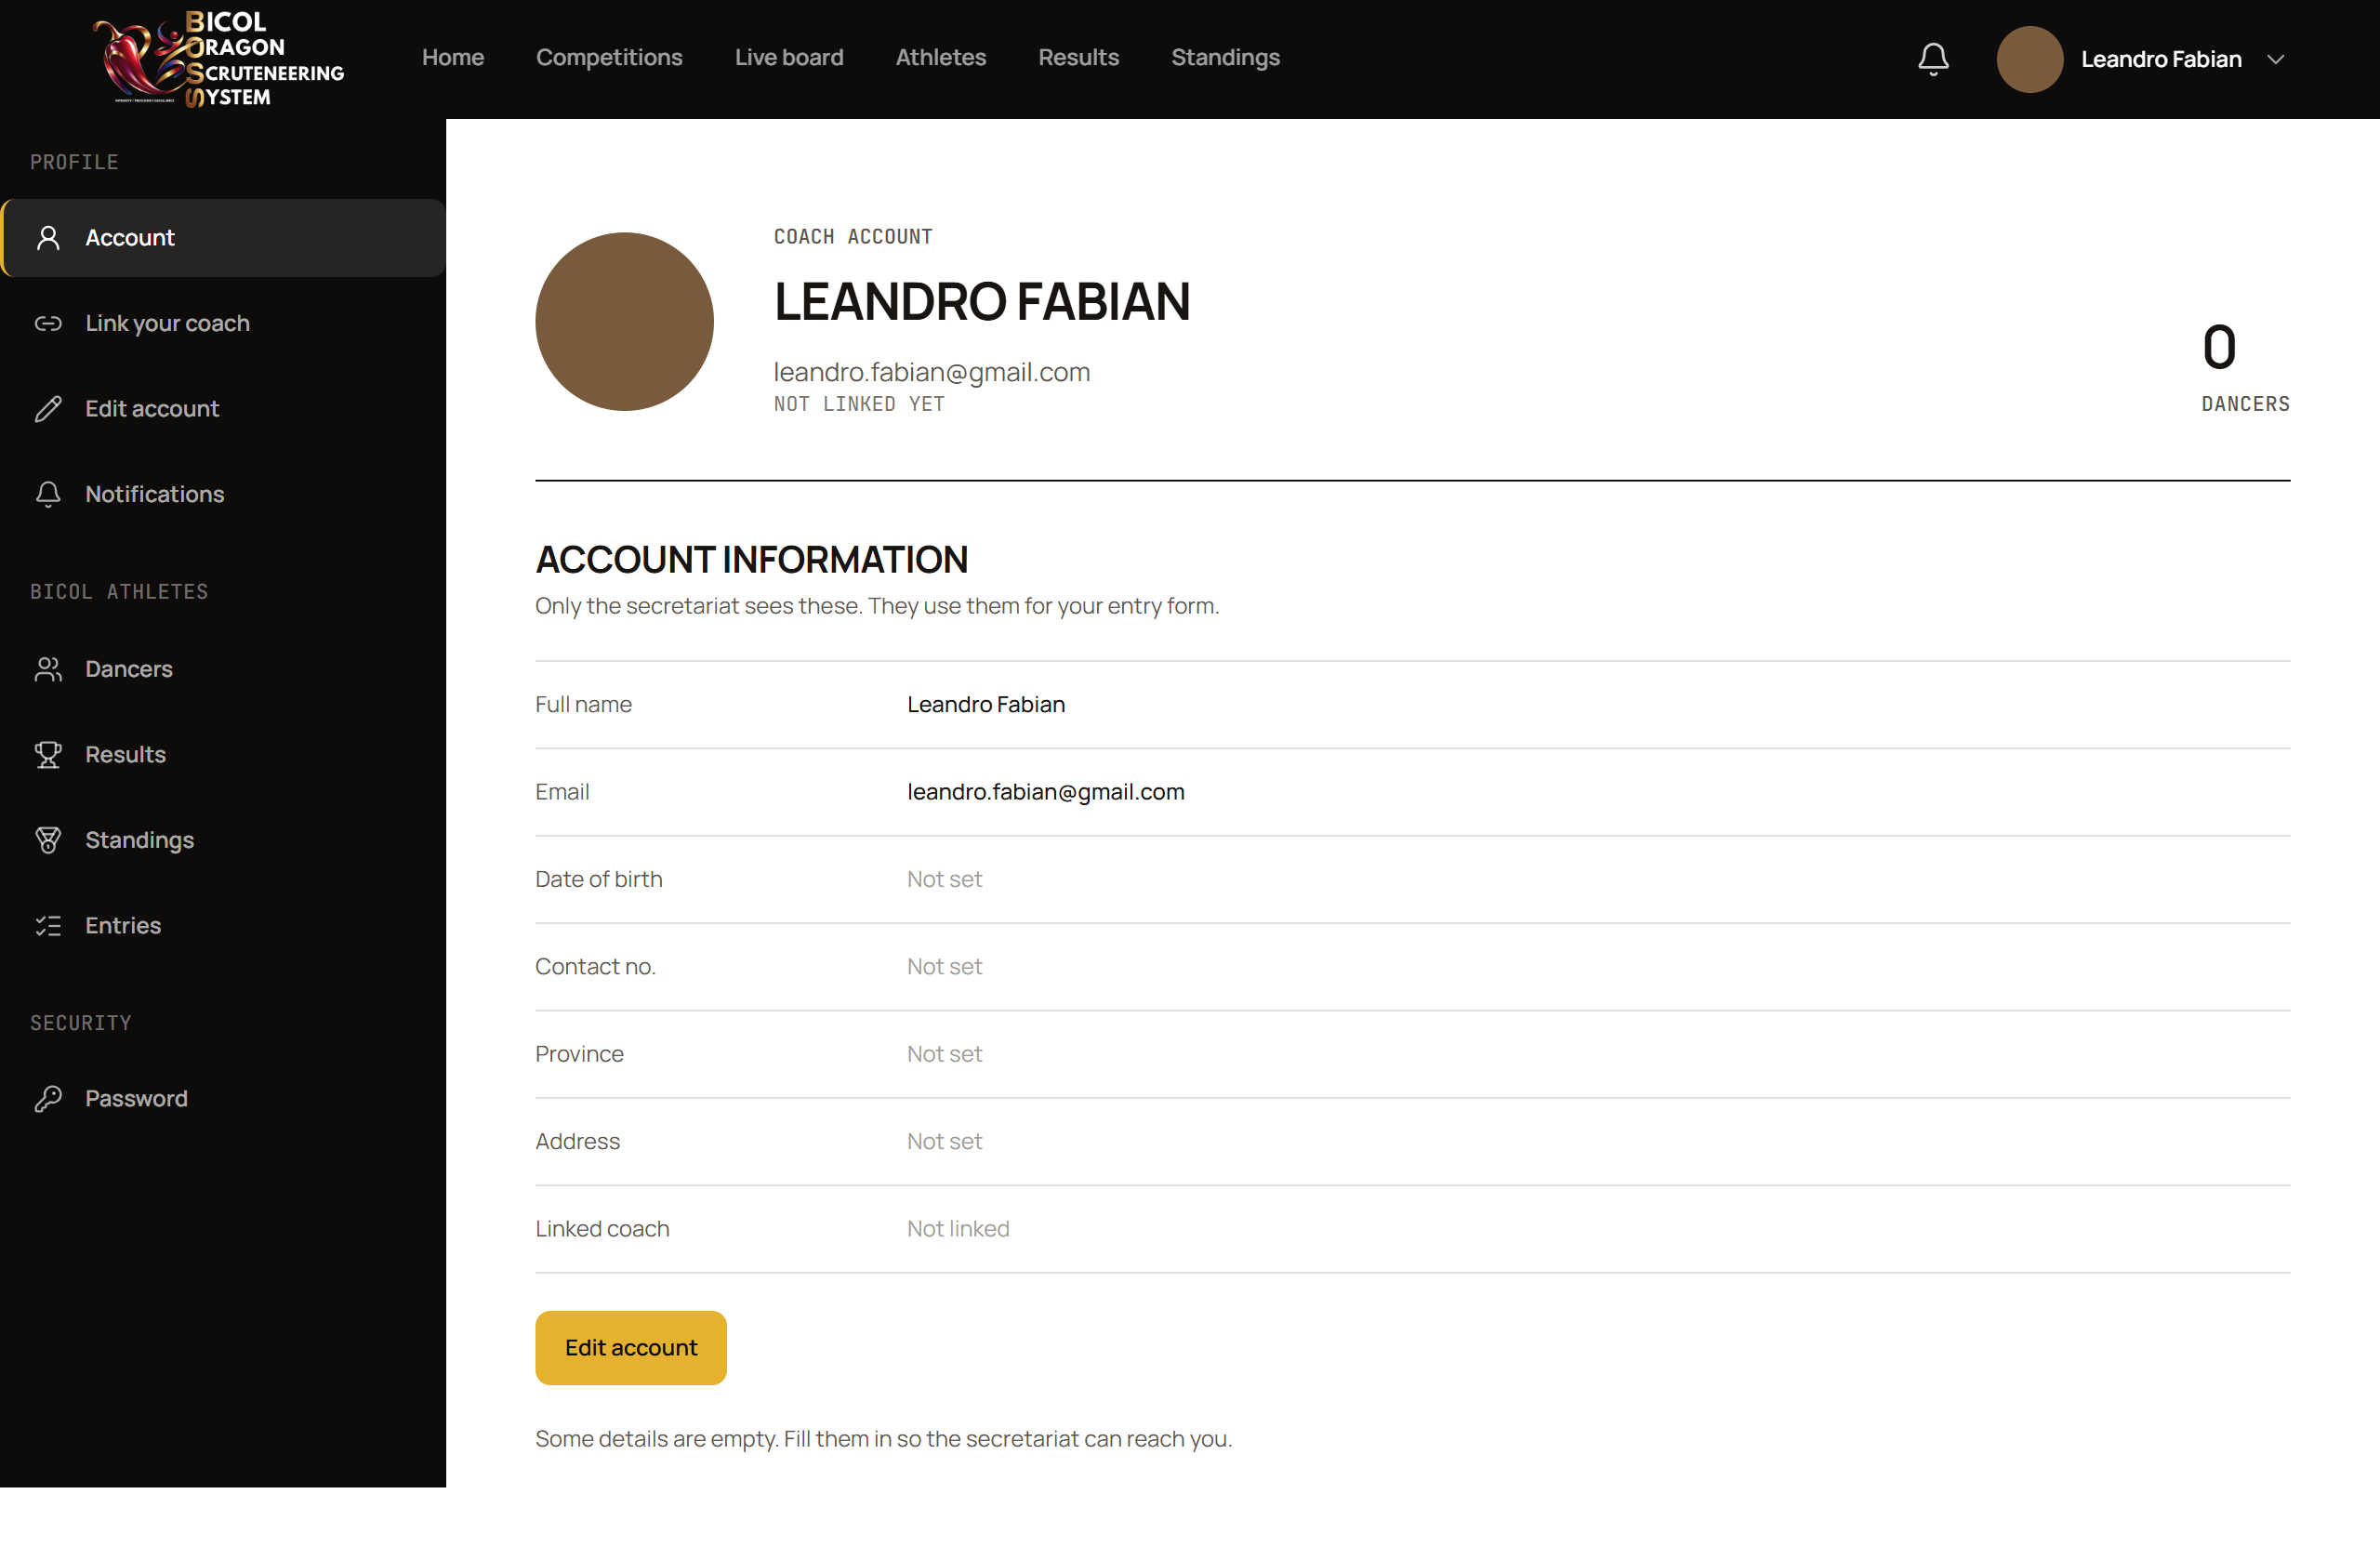 BICOL
ORAGON
SCRUTENEERING
SYSTEM
Home
Competitions
Live board
Athletes
Results
Standings
Leandro Fabian
PROFILE
Account
Link your coach
Edit account
Notifications
BICOL ATHLETES
Dancers
Results
Standings
Entries
SECURITY
Password
COACH ACCOUNT
LEANDRO FABIAN
leandro.fabian@gmail.com
NOT LINKED YET
0
DANCERS
ACCOUNT INFORMATION
Only the secretariat sees these. They use them for your entry form.
Full name
Leandro Fabian
Email
leandro.fabian@gmail.com
Date of birth
Not set
Contact no.
Not set
Province
Not set
Address
Not set
Linked coach
Not linked
Edit account
Some details are empty. Fill them in so the secretariat can reach you.